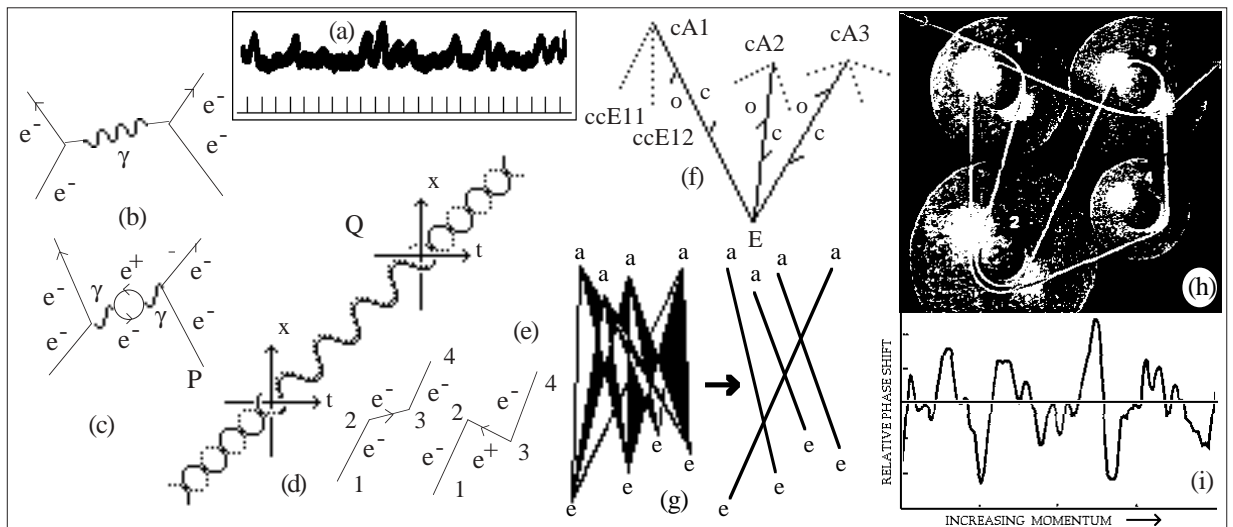 (a)
e⁻
e⁻
γ
e⁻
e⁻
(b)
e⁺
-
e⁻
γ
e⁻
e⁻
e⁻
γ
e⁻
P
(c)
x
Q
t
x
t
(d)
(e)
4
e⁻
2
e⁻
3
e⁻
1
4
e⁻
2
e⁻
e⁺
3
1
cA1
cA2
cA3
o
c
o
c
o
c
ccE11
ccE12
(f)
E
a
a
a
a
a
a
a
a
e
e
e
e
e
e
e
e
(g)
1
3
2
4
(h)
RELATIVE PHASE SHIFT
(i)
INCREASING MOMENTUM